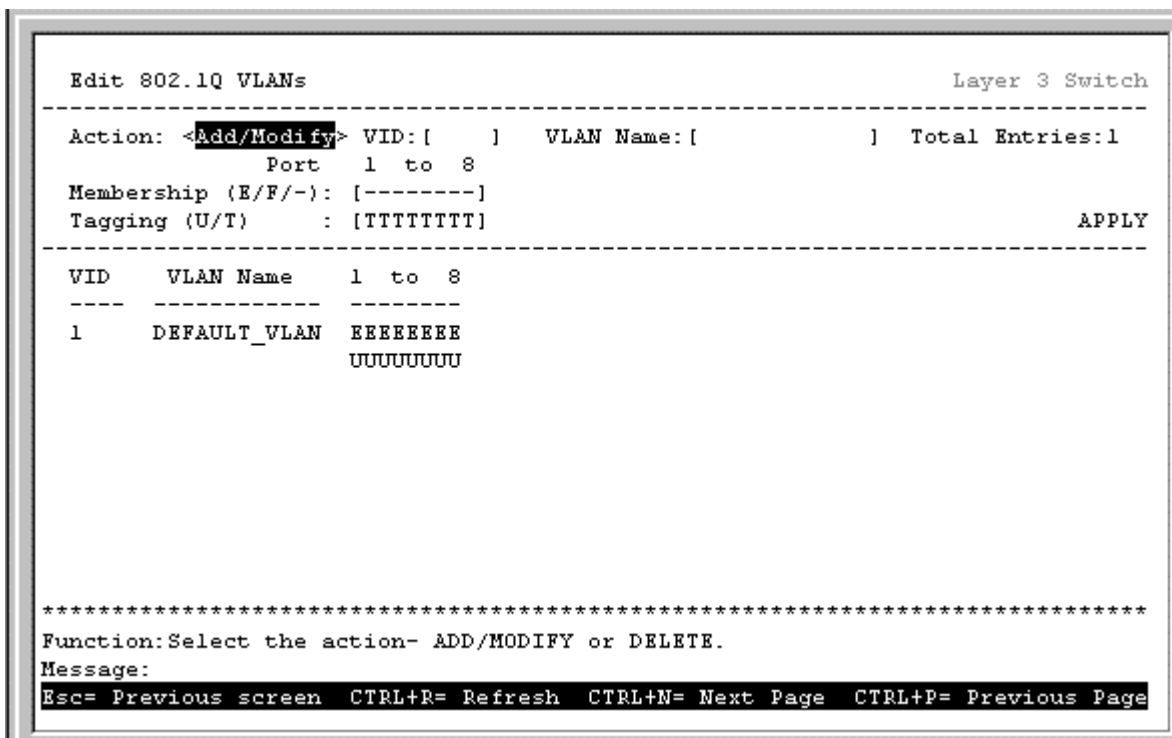 Edit 802.1Q VLANs Layer 3 Switch
--------------------------------------------------------------------------------
Action: <Add/Modify> VID:[    ]   VLAN Name:[            ]  Total Entries:1
Port 1 to 8
Membership (E/F/-): [--------]
Tagging (U/T) : [TTTTTTTT] APPLY
--------------------------------------------------------------------------------
VID VLAN Name 1 to 8
---- ------------ --------
1 DEFAULT_VLAN EEEEEEEE
UUUUUUUU
********************************************************************************
Function:Select the action- ADD/MODIFY or DELETE.
Message:
Esc= Previous screen CTRL+R= Refresh CTRL+N= Next Page CTRL+P= Previous Page